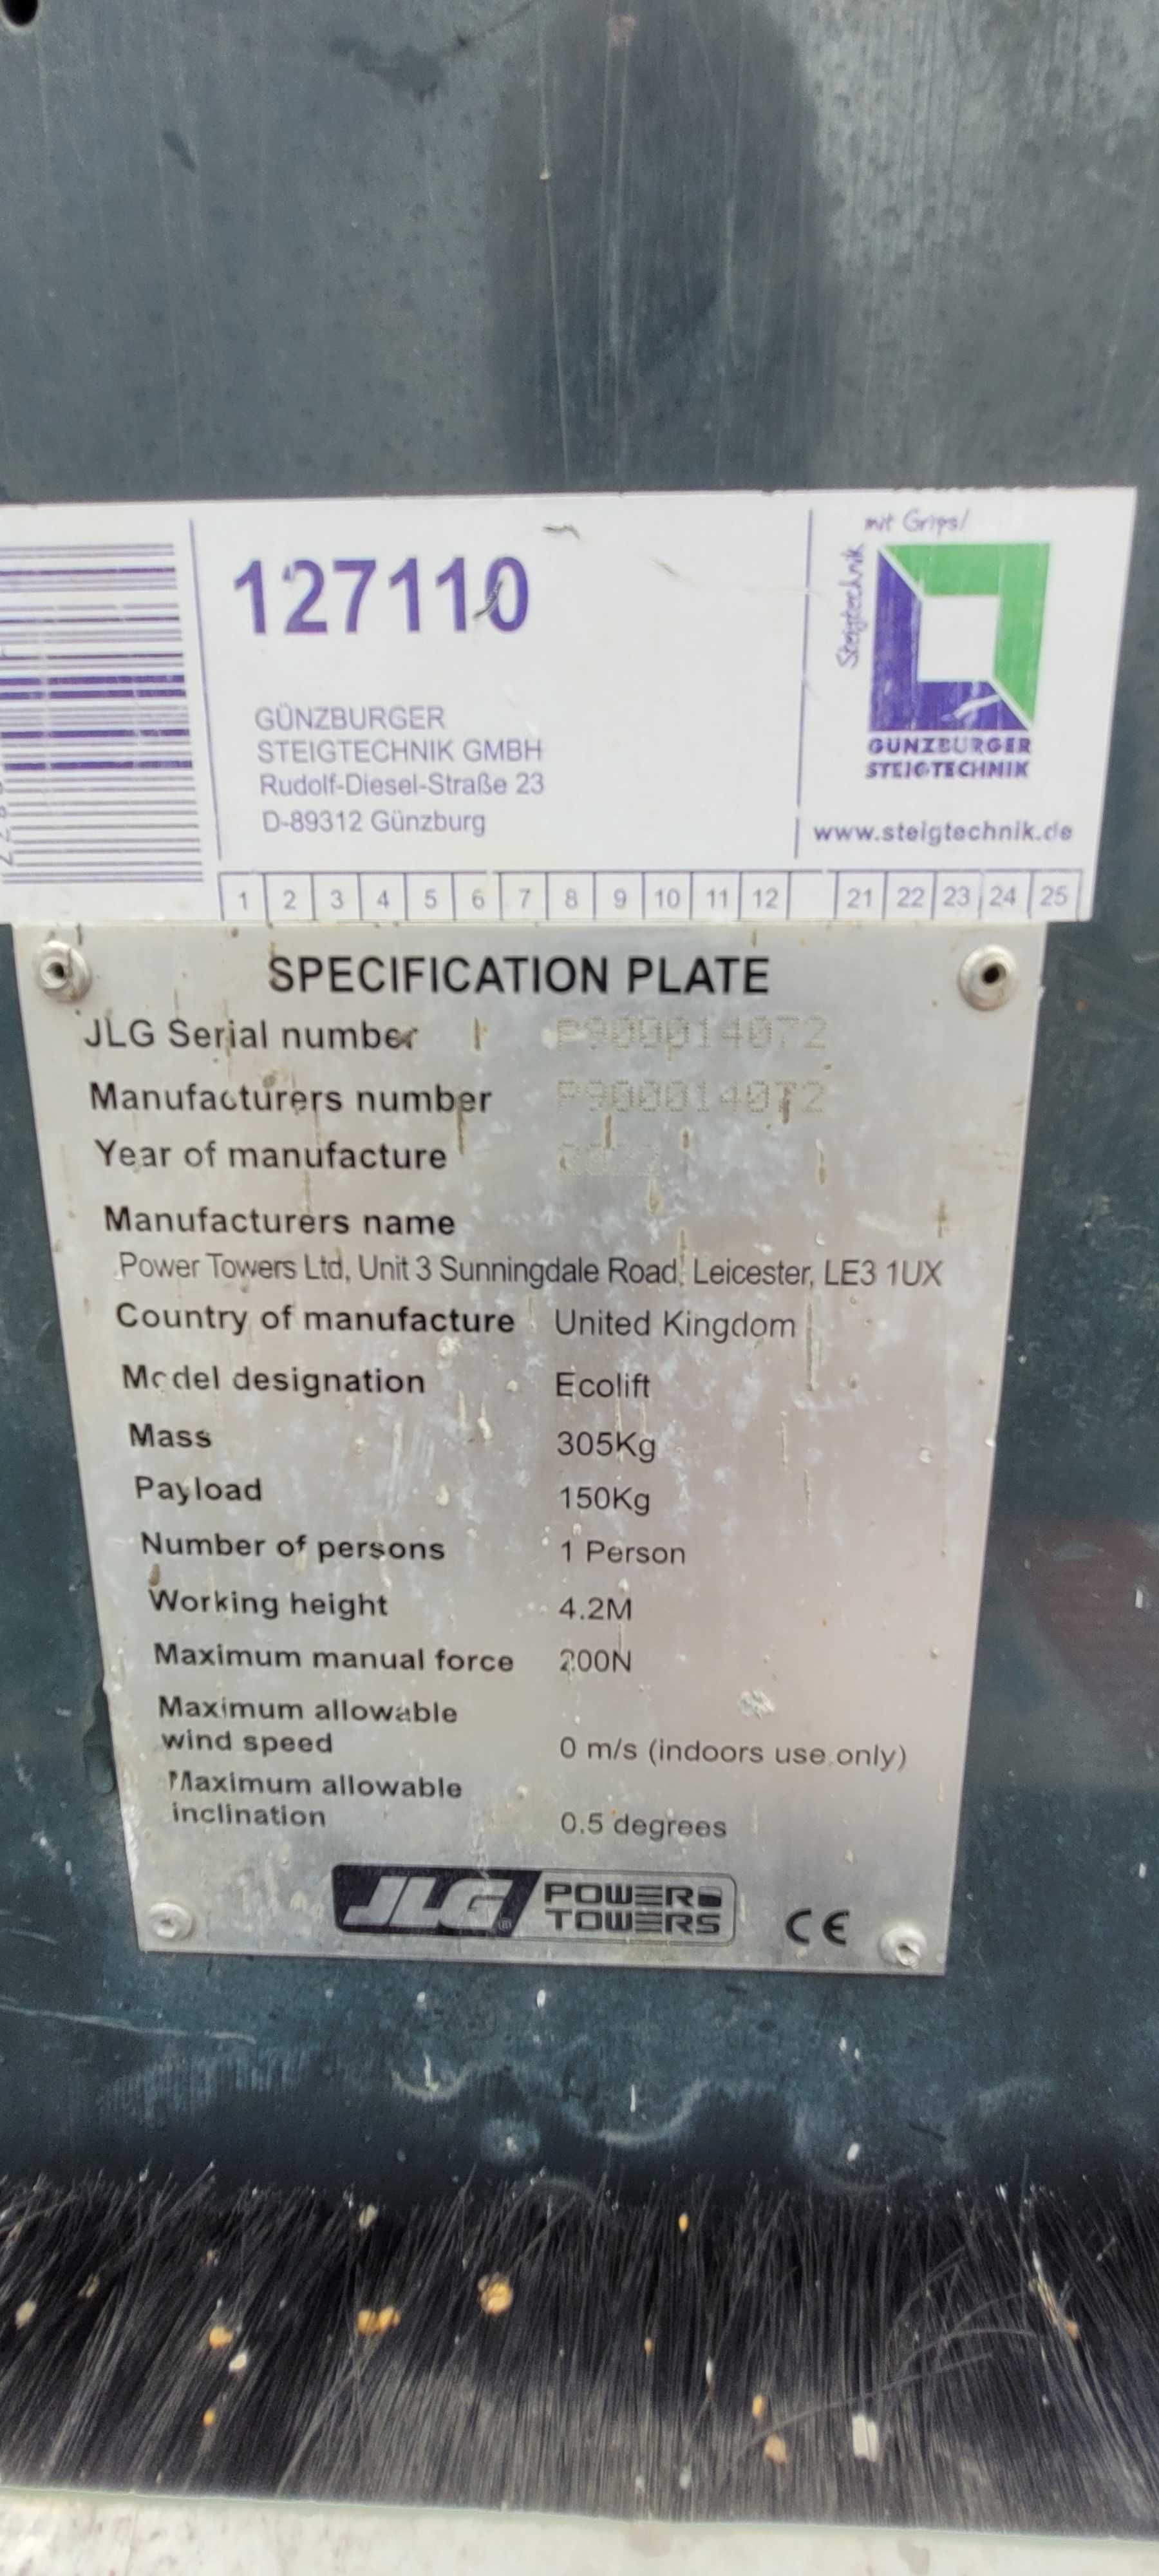 mit Grips!
Steigtechnik
127110
GÜNZBURGER
STEIGTECHNIK GMBH
Rudolf-Diesel-Straße 23
D-89312 Günzburg
GÜNZBURGER
STEIGTECHNIK
www.steigtechnik.de
1 2 3 4 5 6 7 8 9 10 11 12 21 22 23 24 25
SPECIFICATION PLATE
JLG Serial number P900014072
Manufacturers number P900014072
Year of manufacture
Manufacturers name
Power Towers Ltd, Unit 3 Sunningdale Road, Leicester, LE3 1UX
Country of manufacture United Kingdom
Model designation Ecolift
Mass 305Kg
Payload 150Kg
Number of persons 1 Person
Working height 4.2M
Maximum manual force 200N
Maximum allowable
wind speed 0 m/s (indoors use only)
Maximum allowable
inclination 0.5 degrees
JLG® POWER TOWERS CE